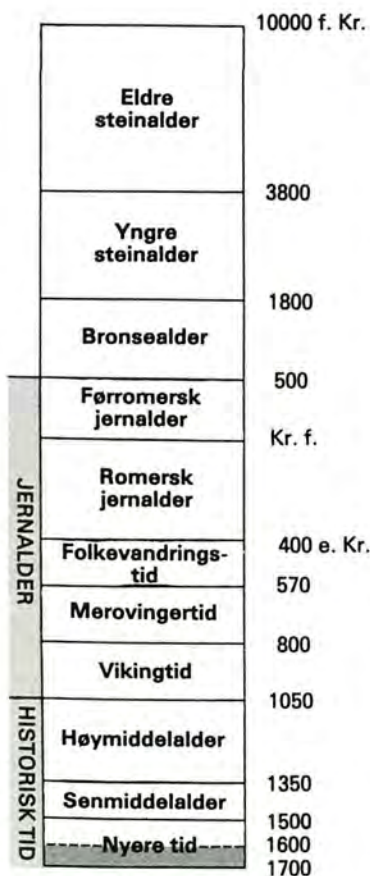 10000 f. Kr.
Eldre
steinalder
3800
Yngre
steinalder
1800
Bronsealder
500
Førromersk
jernalder
Kr. f.
Romersk
jernalder
400 e. Kr.
Folkevandrings-
tid
570
Merovingertid
800
Vikingtid
1050
Høymiddelalder
1350
Senmiddelalder
1500
Nyere tid
1600
1700
JERNALDER
HISTORISK TID